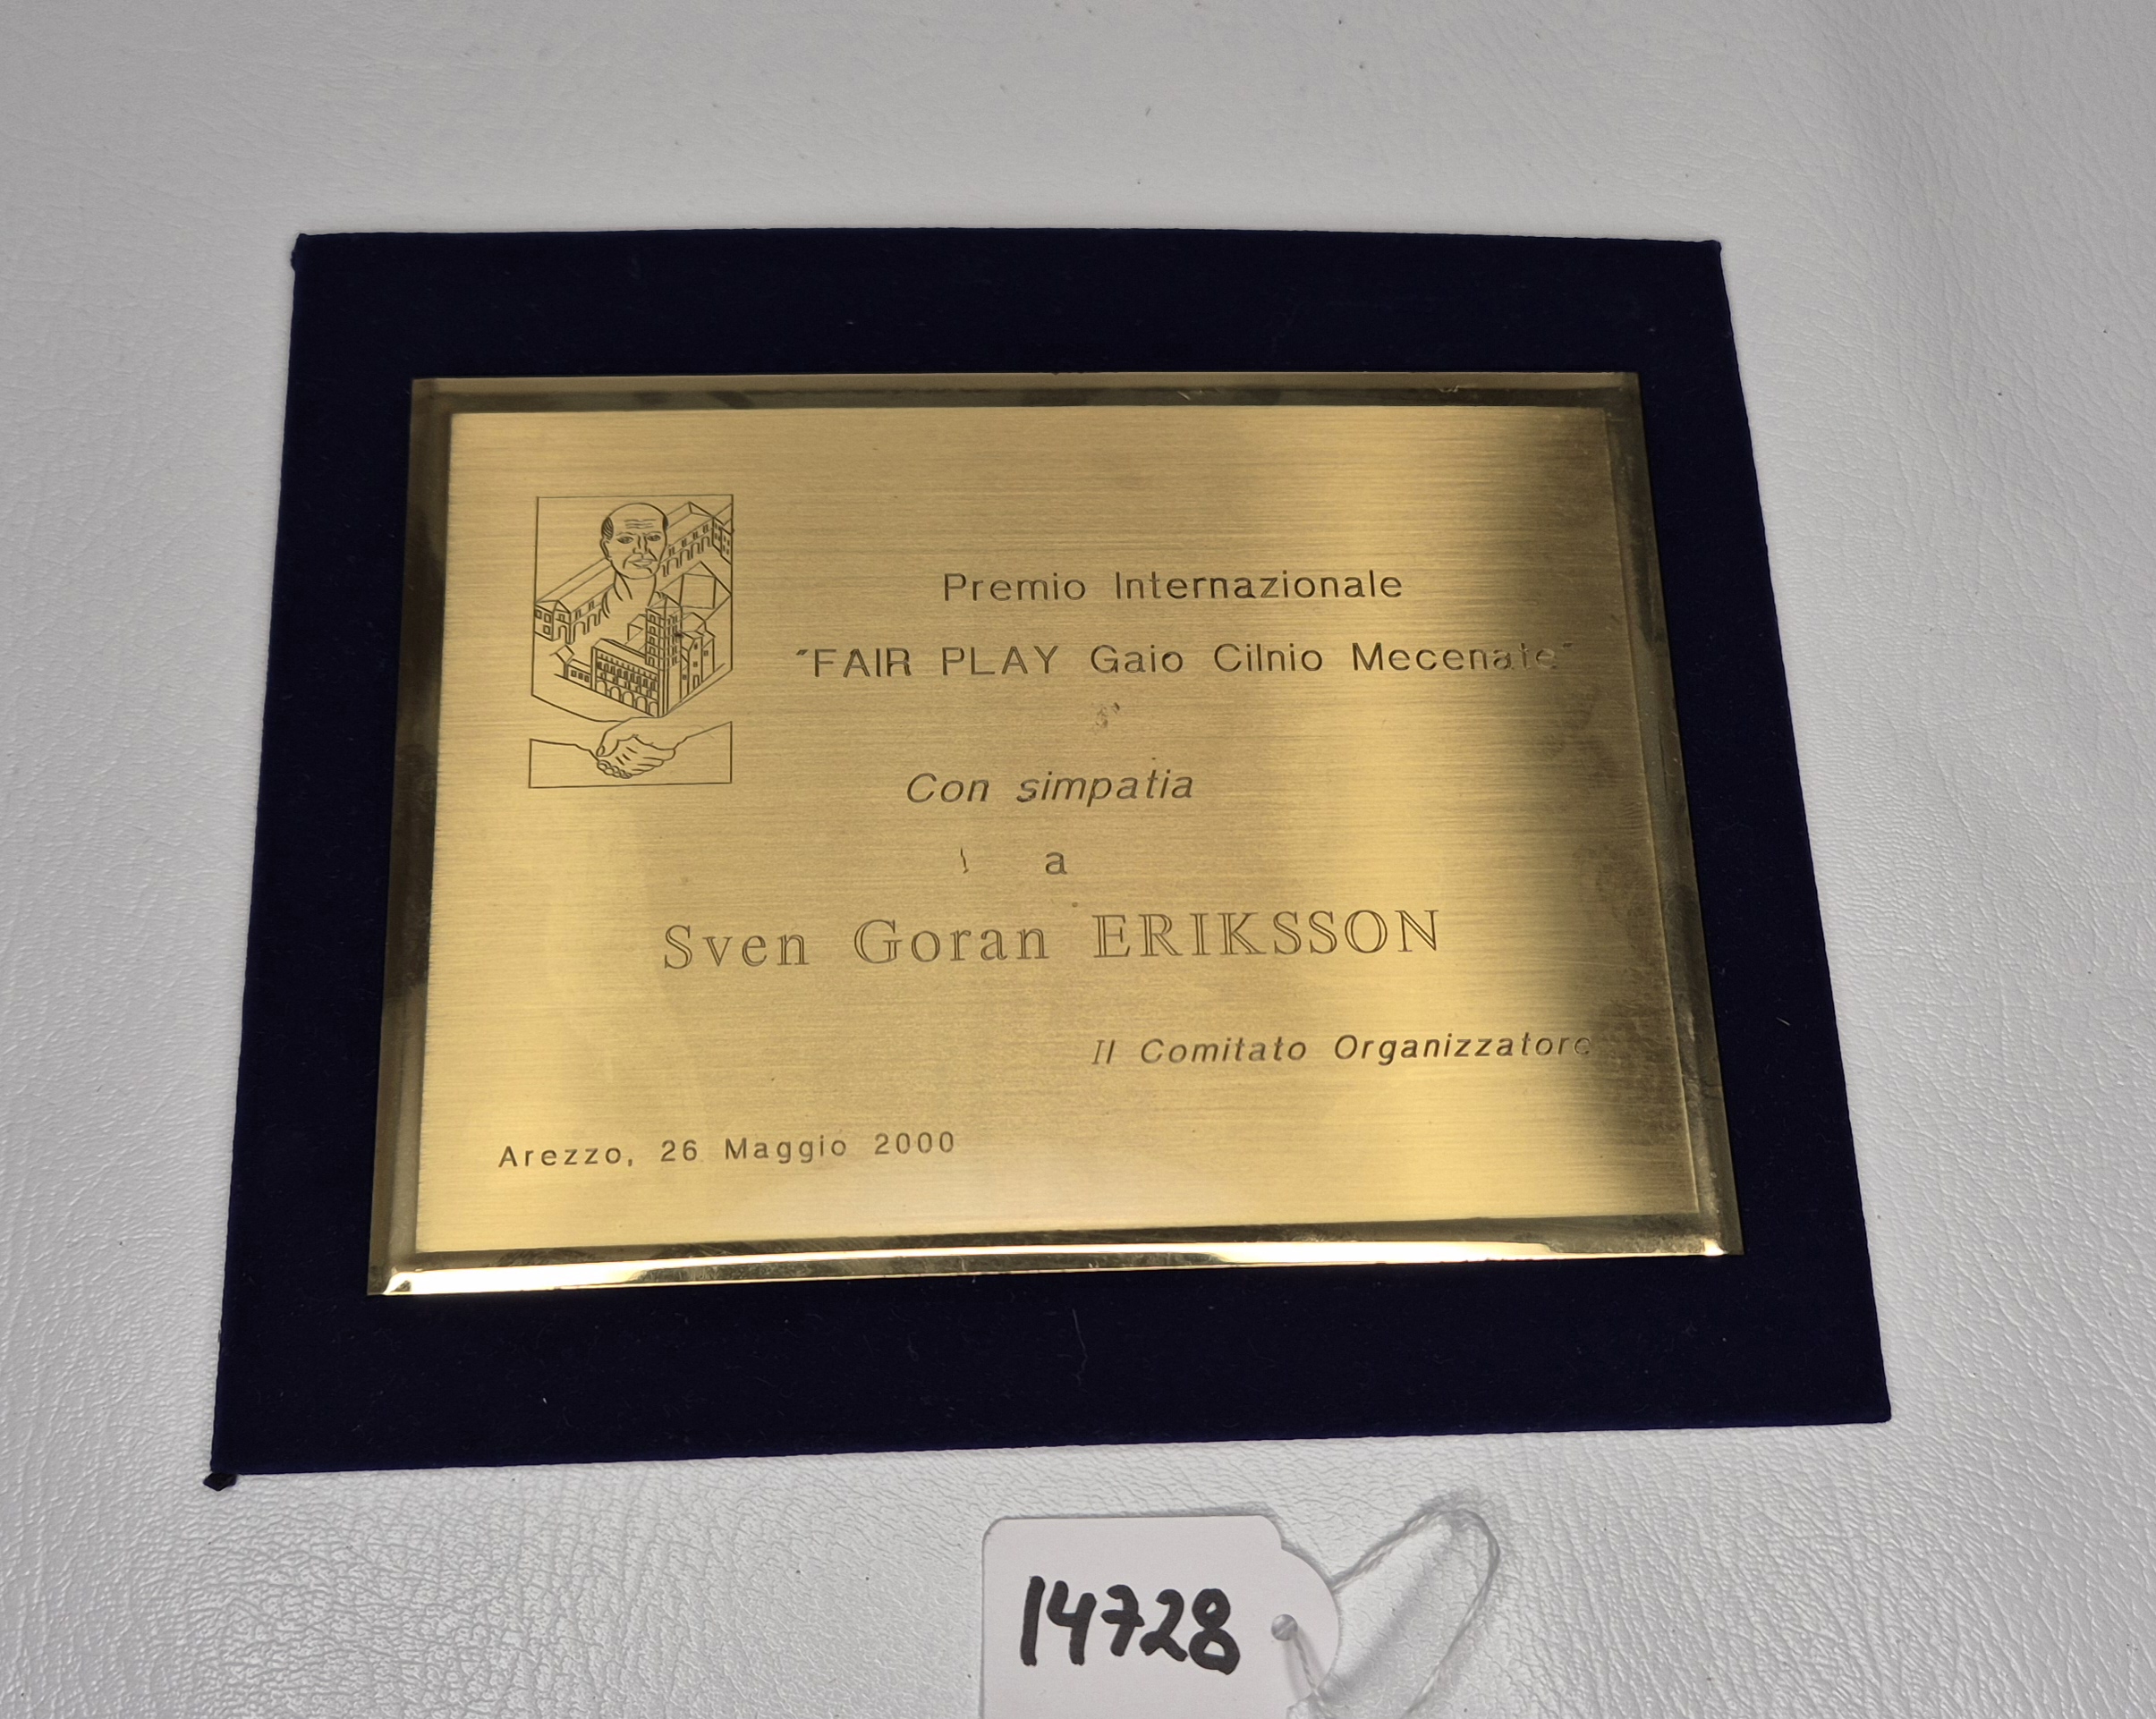 Premio Internazionale
"FAIR PLAY Gaio Cilnio Mecenate"
Con simpatia
a
Sven Goran ERIKSSON
Il Comitato Organizzatore
Arezzo, 26 Maggio 2000
14728